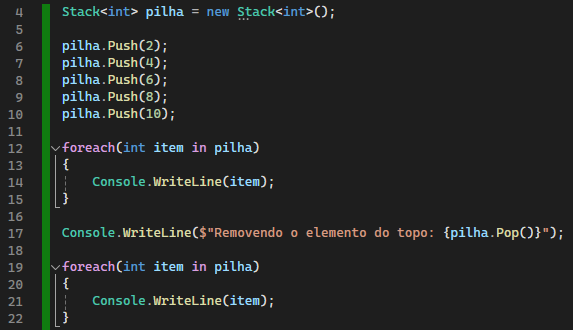 4 Stack<int> pilha = new Stack<int>();
5
6 pilha.Push(2);
7 pilha.Push(4);
8 pilha.Push(6);
9 pilha.Push(8);
10 pilha.Push(10);
11
12 foreach(int item in pilha)
13 {
14     Console.WriteLine(item);
15 }
16
17 Console.WriteLine($"Removendo o elemento do topo: {pilha.Pop()}");
18
19 foreach(int item in pilha)
20 {
21     Console.WriteLine(item);
22 }